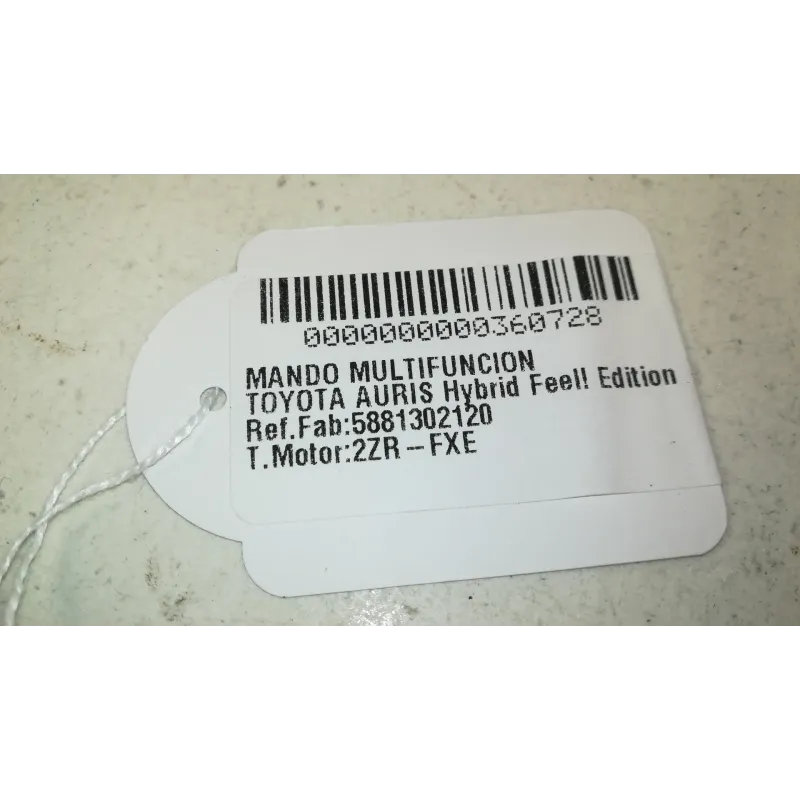 0000000000360728
MANDO MULTIFUNCION
TOYOTA AURIS Hybrid Feel! Edition
Ref.Fab:5881302120
T.Motor:2ZR-FXE